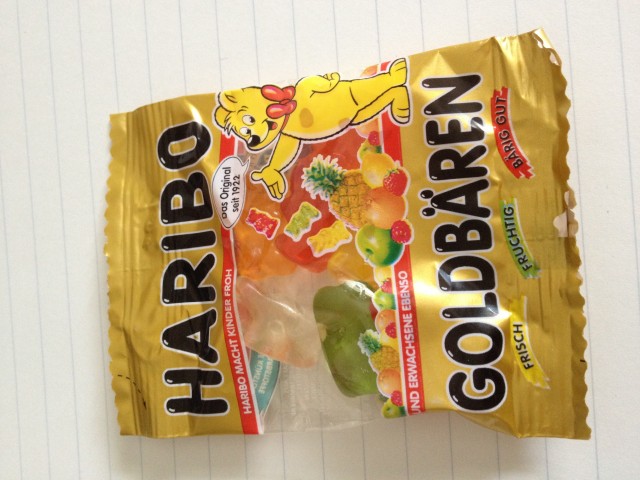 HARIBO
Das Original
seit 1922
HARIBO MACHT KINDER FROH
UND ERWACHSENE EBENSO
GOLDBÄREN
FRISCH
FRUCHTIG
BÄRIG GUT